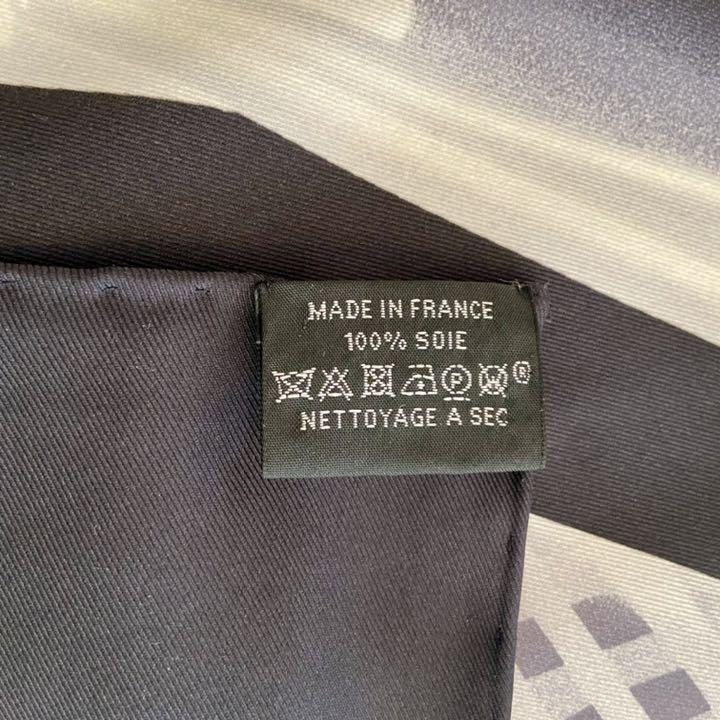 MADE IN FRANCE
100% SOIE
P W ®
NETTOYAGE A SEC